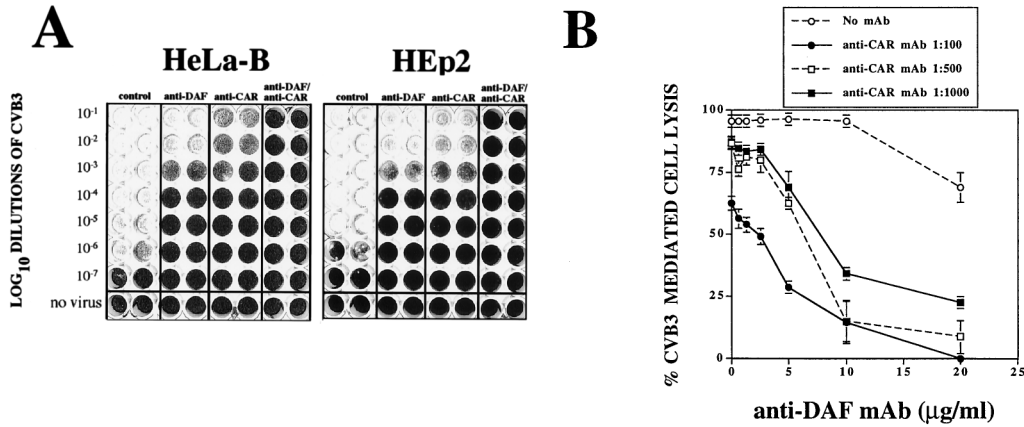 A
HeLa-B
HEp2
control anti-DAF anti-CAR anti-DAF/
anti-CAR
control anti-DAF anti-CAR anti-DAF/
anti-CAR
LOG10 DILUTIONS OF CVB3
10-1
10-2
10-3
10-4
10-5
10-6
10-7
no virus
B
No mAb
anti-CAR mAb 1:100
anti-CAR mAb 1:500
anti-CAR mAb 1:1000
% CVB3 MEDIATED CELL LYSIS
100
75
50
25
0
0 5 10 15 20 25
anti-DAF mAb (µg/ml)